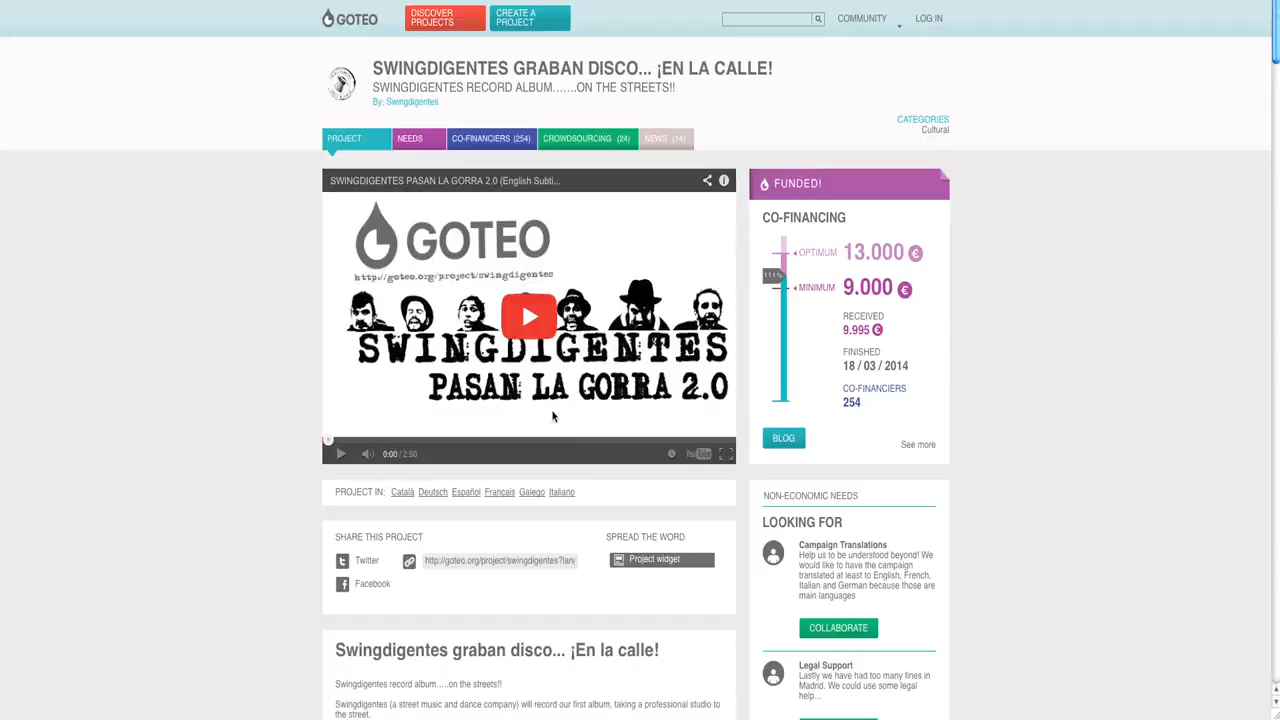 GOTEO
DISCOVER PROJECTS
CREATE A PROJECT
COMMUNITY
LOG IN
SWINGDIGENTES GRABAN DISCO... ¡EN LA CALLE!
SWINGDIGENTES RECORD ALBUM.......ON THE STREETS!!
By: Swingdigentes
CATEGORIES
Cultural
PROJECT
NEEDS
CO-FINANCIERS (254)
CROWDSOURCING (24)
NEWS (14)
SWINGDIGENTES PASAN LA GORRA 2.0 (English Subti...
GOTEO
http://goteo.org/project/swingdigentes
SWINGDIGENTES
PASAN LA GORRA 2.0
0:00 / 2:50
YouTube
FUNDED!
CO-FINANCING
OPTIMUM 13.000 €
111%
MINIMUM 9.000 €
RECEIVED
9.995 €
FINISHED
18 / 03 / 2014
CO-FINANCIERS
254
BLOG
See more
PROJECT IN: Català Deutsch Español Français Galego Italiano
SHARE THIS PROJECT
Twitter
http://goteo.org/project/swingdigentes?lan
Facebook
SPREAD THE WORD
Project widget
Swingdigentes graban disco... ¡En la calle!
Swingdigentes record album.....on the streets!!
Swingdigentes (a street music and dance company) will record our first album, taking a professional studio to
the street.
NON-ECONOMIC NEEDS
LOOKING FOR
Campaign Translations
Help us to be understood beyond! We
would like to have the campaign
translated at least to English, French,
Italian and German because those are
main languages
COLLABORATE
Legal Support
Lastly we have had too many fines in
Madrid. We could use some legal
help...